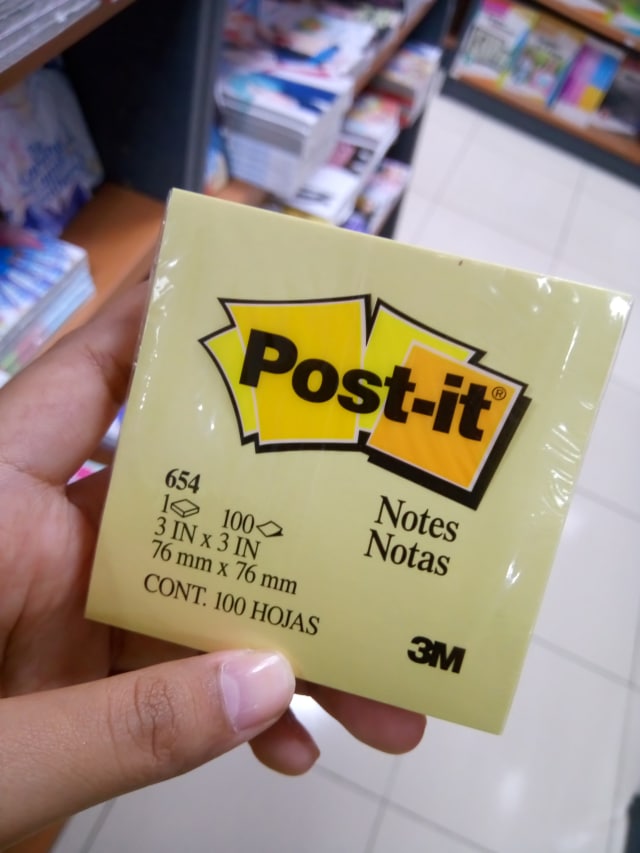 Post-it®
654
1 100
3 IN x 3 IN
76 mm x 76 mm
CONT. 100 HOJAS
Notes
Notas
3M